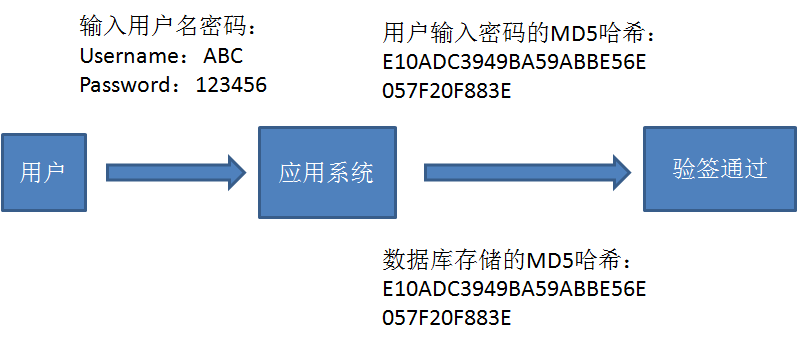 输入用户名密码：
Username：ABC
Password：123456
用户输入密码的MD5哈希：
E10ADC3949BA59ABBE56E
057F20F883E
用户
应用系统
验签通过
数据库存储的MD5哈希：
E10ADC3949BA59ABBE56E
057F20F883E